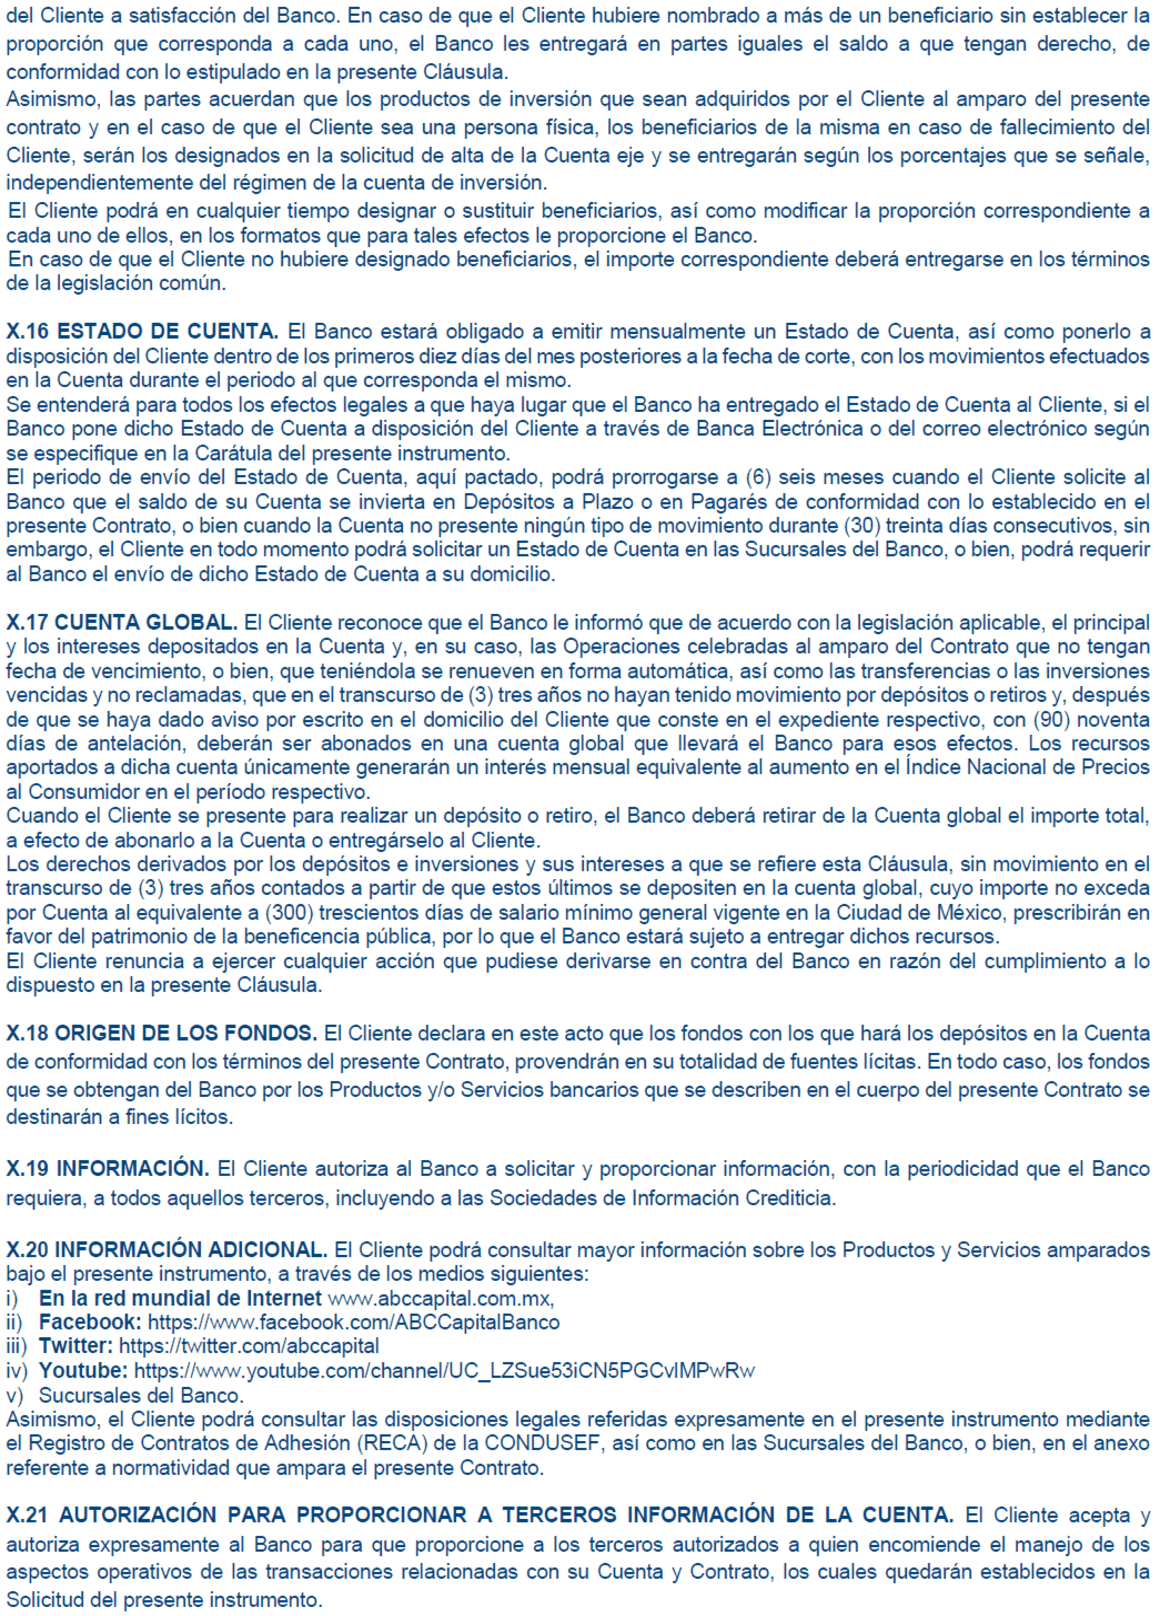 del Cliente a satisfacción del Banco. En caso de que el Cliente hubiere nombrado a más de un beneficiario sin establecer la
proporción que corresponda a cada uno, el Banco les entregará en partes iguales el saldo a que tengan derecho, de
conformidad con lo estipulado en la presente Cláusula.
Asimismo, las partes acuerdan que los productos de inversión que sean adquiridos por el Cliente al amparo del presente
contrato y en el caso de que el Cliente sea una persona física, los beneficiarios de la misma en caso de fallecimiento del
Cliente, serán los designados en la solicitud de alta de la Cuenta eje y se entregarán según los porcentajes que se señale,
independientemente del régimen de la cuenta de inversión.
El Cliente podrá en cualquier tiempo designar o sustituir beneficiarios, así como modificar la proporción correspondiente a
cada uno de ellos, en los formatos que para tales efectos le proporcione el Banco.
En caso de que el Cliente no hubiere designado beneficiarios, el importe correspondiente deberá entregarse en los términos
de la legislación común.
X.16 ESTADO DE CUENTA. El Banco estará obligado a emitir mensualmente un Estado de Cuenta, así como ponerlo a
disposición del Cliente dentro de los primeros diez días del mes posteriores a la fecha de corte, con los movimientos efectuados
en la Cuenta durante el periodo al que corresponda el mismo.
Se entenderá para todos los efectos legales a que haya lugar que el Banco ha entregado el Estado de Cuenta al Cliente, si el
Banco pone dicho Estado de Cuenta a disposición del Cliente a través de Banca Electrónica o del correo electrónico según
se especifique en la Carátula del presente instrumento.
El periodo de envío del Estado de Cuenta, aquí pactado, podrá prorrogarse a (6) seis meses cuando el Cliente solicite al
Banco que el saldo de su Cuenta se invierta en Depósitos a Plazo o en Pagarés de conformidad con lo establecido en el
presente Contrato, o bien cuando la Cuenta no presente ningún tipo de movimiento durante (30) treinta días consecutivos, sin
embargo, el Cliente en todo momento podrá solicitar un Estado de Cuenta en las Sucursales del Banco, o bien, podrá requerir
al Banco el envío de dicho Estado de Cuenta a su domicilio.
X.17 CUENTA GLOBAL. El Cliente reconoce que el Banco le informó que de acuerdo con la legislación aplicable, el principal
y los intereses depositados en la Cuenta y, en su caso, las Operaciones celebradas al amparo del Contrato que no tengan
fecha de vencimiento, o bien, que teniéndola se renueven en forma automática, así como las transferencias o las inversiones
vencidas y no reclamadas, que en el transcurso de (3) tres años no hayan tenido movimiento por depósitos o retiros y, después
de que se haya dado aviso por escrito en el domicilio del Cliente que conste en el expediente respectivo, con (90) noventa
días de antelación, deberán ser abonados en una cuenta global que llevará el Banco para esos efectos. Los recursos
aportados a dicha cuenta únicamente generarán un interés mensual equivalente al aumento en el Índice Nacional de Precios
al Consumidor en el período respectivo.
Cuando el Cliente se presente para realizar un depósito o retiro, el Banco deberá retirar de la Cuenta global el importe total,
a efecto de abonarlo a la Cuenta o entregárselo al Cliente.
Los derechos derivados por los depósitos e inversiones y sus intereses a que se refiere esta Cláusula, sin movimiento en el
transcurso de (3) tres años contados a partir de que estos últimos se depositen en la cuenta global, cuyo importe no exceda
por Cuenta al equivalente a (300) trescientos días de salario mínimo general vigente en la Ciudad de México, prescribirán en
favor del patrimonio de la beneficencia pública, por lo que el Banco estará sujeto a entregar dichos recursos.
El Cliente renuncia a ejercer cualquier acción que pudiese derivarse en contra del Banco en razón del cumplimiento a lo
dispuesto en la presente Cláusula.
X.18 ORIGEN DE LOS FONDOS. El Cliente declara en este acto que los fondos con los que hará los depósitos en la Cuenta
de conformidad con los términos del presente Contrato, provendrán en su totalidad de fuentes lícitas. En todo caso, los fondos
que se obtengan del Banco por los Productos y/o Servicios bancarios que se describen en el cuerpo del presente Contrato se
destinarán a fines lícitos.
X.19 INFORMACIÓN. El Cliente autoriza al Banco a solicitar y proporcionar información, con la periodicidad que el Banco
requiera, a todos aquellos terceros, incluyendo a las Sociedades de Información Crediticia.
X.20 INFORMACIÓN ADICIONAL. El Cliente podrá consultar mayor información sobre los Productos y Servicios amparados
bajo el presente instrumento, a través de los medios siguientes:
i) En la red mundial de Internet www.abccapital.com.mx,
ii) Facebook: https://www.facebook.com/ABCCapitalBanco
iii) Twitter: https://twitter.com/abccapital
iv) Youtube: https://www.youtube.com/channel/UC_LZSue53iCN5PGCvIMPwRw
v) Sucursales del Banco.
Asimismo, el Cliente podrá consultar las disposiciones legales referidas expresamente en el presente instrumento mediante
el Registro de Contratos de Adhesión (RECA) de la CONDUSEF, así como en las Sucursales del Banco, o bien, en el anexo
referente a normatividad que ampara el presente Contrato.
X.21 AUTORIZACIÓN PARA PROPORCIONAR A TERCEROS INFORMACIÓN DE LA CUENTA. El Cliente acepta y
autoriza expresamente al Banco para que proporcione a los terceros autorizados a quien encomiende el manejo de los
aspectos operativos de las transacciones relacionadas con su Cuenta y Contrato, los cuales quedarán establecidos en la
Solicitud del presente instrumento.